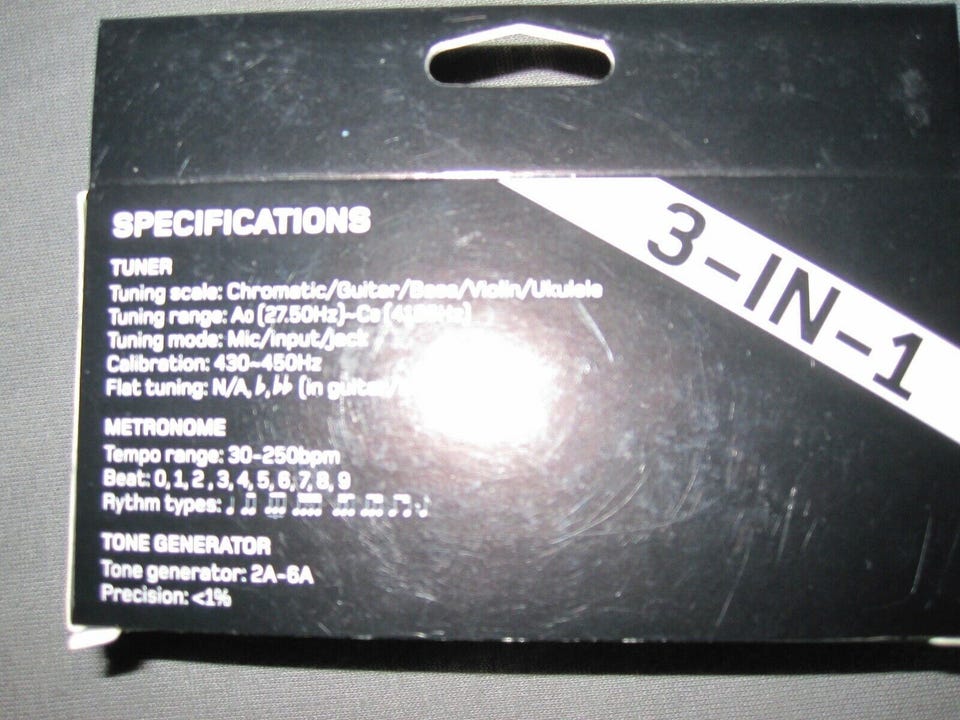 3-IN-1
SPECIFICATIONS
TUNER
Tuning scale: Chromatic/Guitar/Bass/Violin/Ukulele
Tuning range: A0 (27.50Hz)~C8
Tuning mode: Mic/input/jack
Calibration: 430~450Hz
Flat tuning: N/A, ♭, ♭♭ (in guitar/
METRONOME
Tempo range: 30-250bpm
Beat: 0, 1, 2 , 3, 4, 5, 6, 7, 8, 9
Rythm types:
TONE GENERATOR
Tone generator: 2A-6A
Precision: <1%